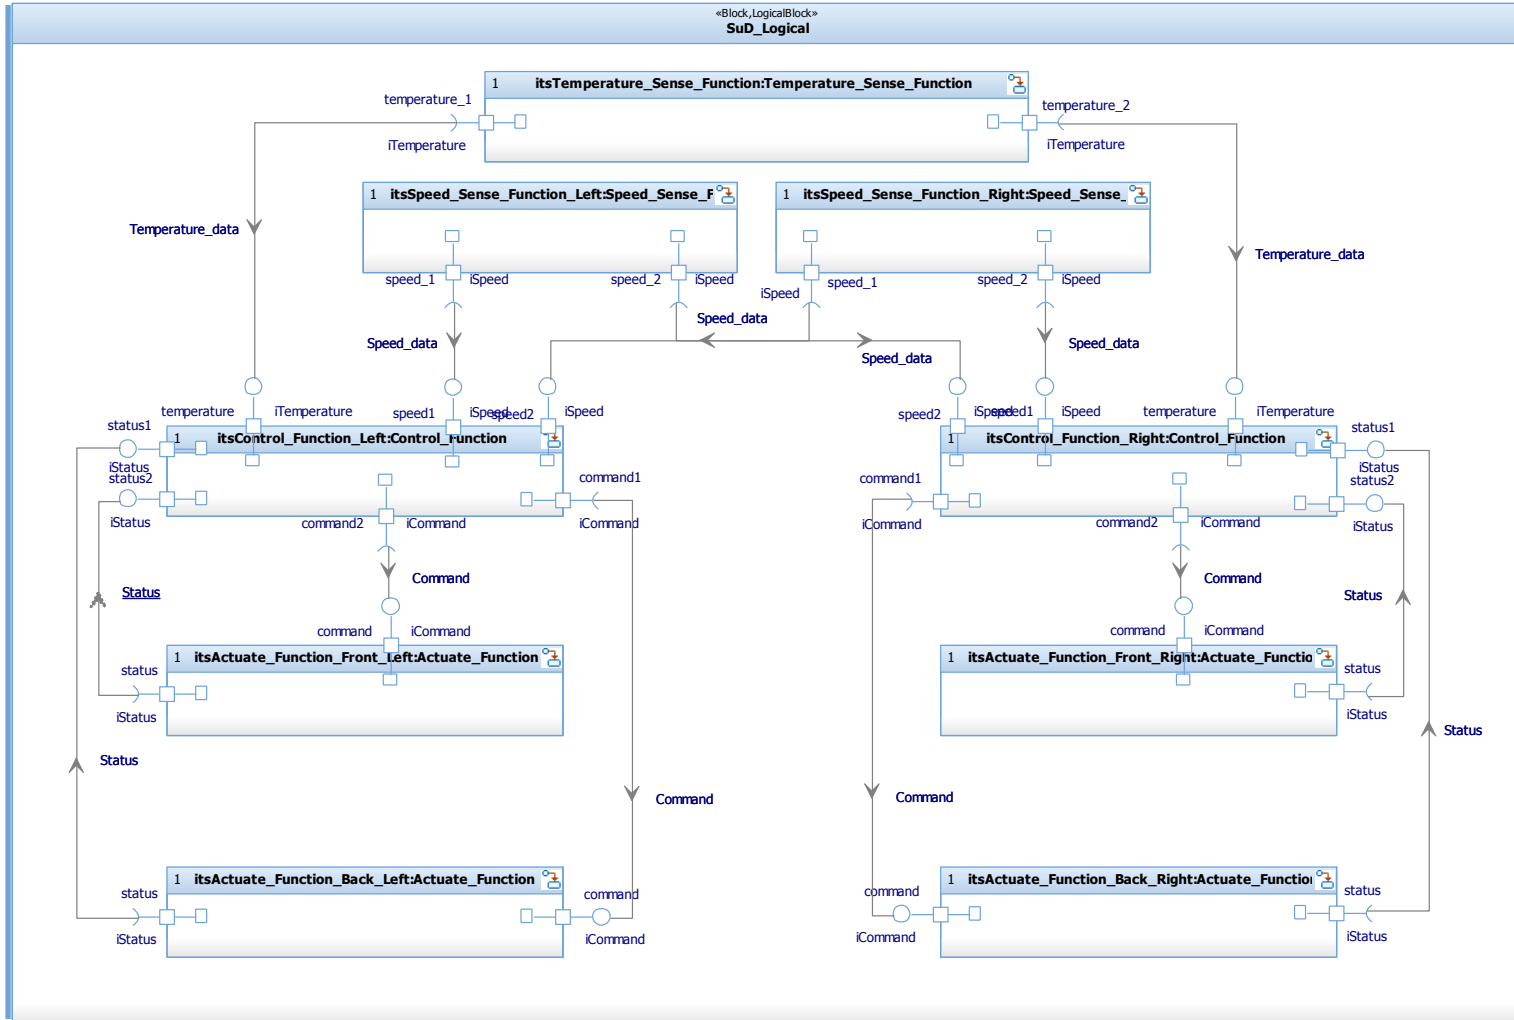 «Block,LogicalBlock»
SuD_Logical
1 itsTemperature_Sense_Function:Temperature_Sense_Function
temperature_1
temperature_2
iTemperature
iTemperature
1 itsSpeed_Sense_Function_Left:Speed_Sense_F
1 itsSpeed_Sense_Function_Right:Speed_Sense_
Temperature_data
Temperature_data
speed_1 iSpeed
speed_2 iSpeed
iSpeed speed_1
speed_2 iSpeed
Speed_data
Speed_data
Speed_data
Speed_data
temperature iTemperature
speed1 iSpeed
speed2 iSpeed
speed2 iSpeed
speed1 iSpeed
temperature iTemperature
status1
status1
1 itsControl_Function_Left:Control_Function
1 itsControl_Function_Right:Control_Function
iStatus
status2
iStatus
command1
iCommand
command2 iCommand
command1
iCommand
command2 iCommand
iStatus
status2
iStatus
Command
Command
Status
Status
command iCommand
command iCommand
1 itsActuate_Function_Front_Left:Actuate_Function
1 itsActuate_Function_Front_Right:Actuate_Functio
status
iStatus
status
iStatus
Status
Status
Command
Command
1 itsActuate_Function_Back_Left:Actuate_Function
1 itsActuate_Function_Back_Right:Actuate_Function
status
iStatus
command
iCommand
command
iCommand
status
iStatus